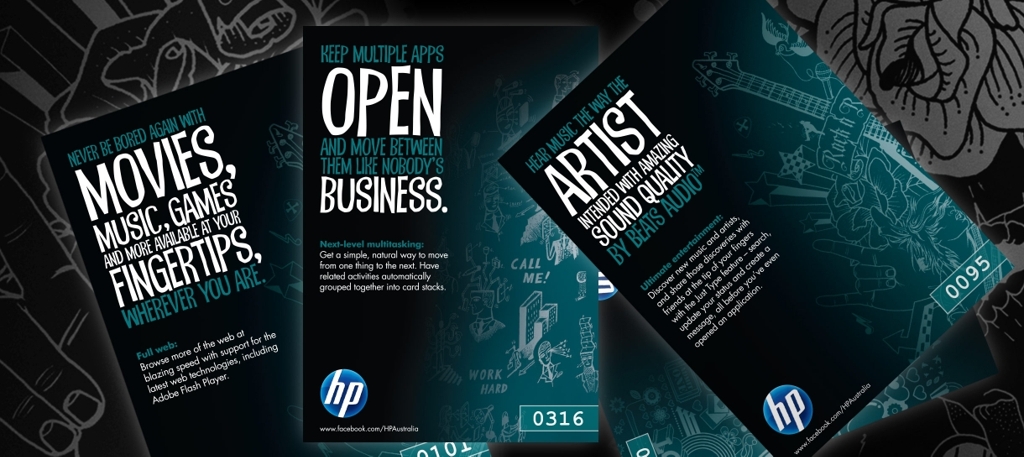 NEVER BE BORED AGAIN WITH
MOVIES,
MUSIC, GAMES
AND MORE AVAILABLE AT YOUR
FINGERTIPS,
WHEREVER YOU ARE.
Full web:
Browse more of the web at
blazing speed with support for the
latest web technologies, including
Adobe Flash Player.
0101
KEEP MULTIPLE APPS
OPEN
AND MOVE BETWEEN
THEM LIKE NOBODY'S
BUSINESS.
Next-level multitasking:
Get a simple, natural way to move
from one thing to the next. Have
related activities automatically
grouped together into card stacks.
CALL
ME!
WORK
HARD
hp
www.facebook.com/HPAustralia
0316
HEAR MUSIC THE WAY THE
ARTIST
INTENDED WITH AMAZING
SOUND QUALITY
BY BEATS AUDIO™
Ultimate entertainment:
Discover new music and artists,
and share those discoveries with
friends at the tip of your fingers
with the Just Type feature – search,
update your status and create a
message, all before you've even
opened an application.
Rock n' R
0095
hp
www.facebook.com/HPAustralia